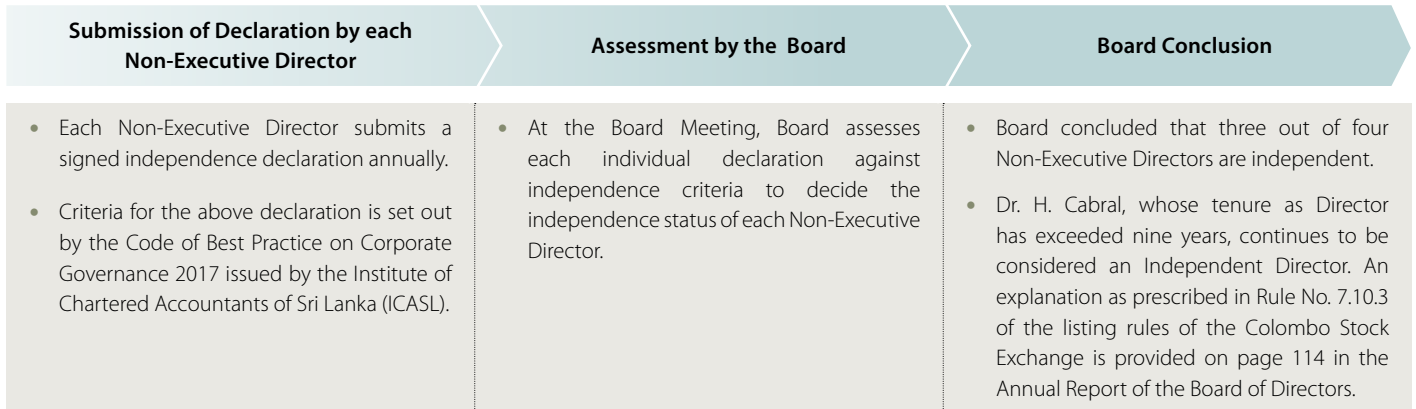 Submission of Declaration by each
Non-Executive Director
Assessment by the Board
Board Conclusion
• Each Non-Executive Director submits a
signed independence declaration annually.
• Criteria for the above declaration is set out
by the Code of Best Practice on Corporate
Governance 2017 issued by the Institute of
Chartered Accountants of Sri Lanka (ICASL).
• At the Board Meeting, Board assesses
each individual declaration against
independence criteria to decide the
independence status of each Non-Executive
Director.
• Board concluded that three out of four
Non-Executive Directors are independent.
• Dr. H. Cabral, whose tenure as Director
has exceeded nine years, continues to be
considered an Independent Director. An
explanation as prescribed in Rule No. 7.10.3
of the listing rules of the Colombo Stock
Exchange is provided on page 114 in the
Annual Report of the Board of Directors.